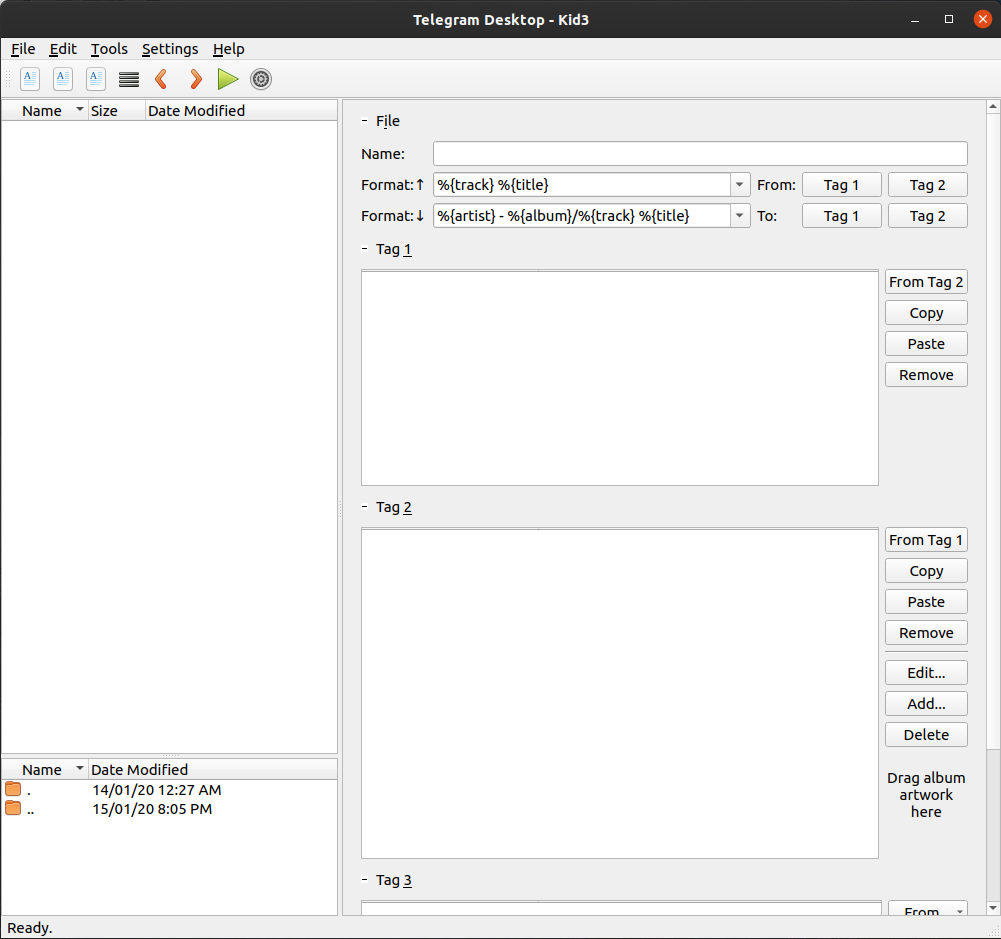 Telegram Desktop - Kid3
File Edit Tools Settings Help
Name Size Date Modified
File
Name:
Format:↑ %{track} %{title} From: Tag 1 Tag 2
Format:↓ %{artist} - %{album}/%{track} %{title} To: Tag 1 Tag 2
Tag 1
From Tag 2
Copy
Paste
Remove
Tag 2
From Tag 1
Copy
Paste
Remove
Edit...
Add...
Delete
Drag album
artwork
here
Tag 3
From
Name Date Modified
. 14/01/20 12:27 AM
.. 15/01/20 8:05 PM
Ready.